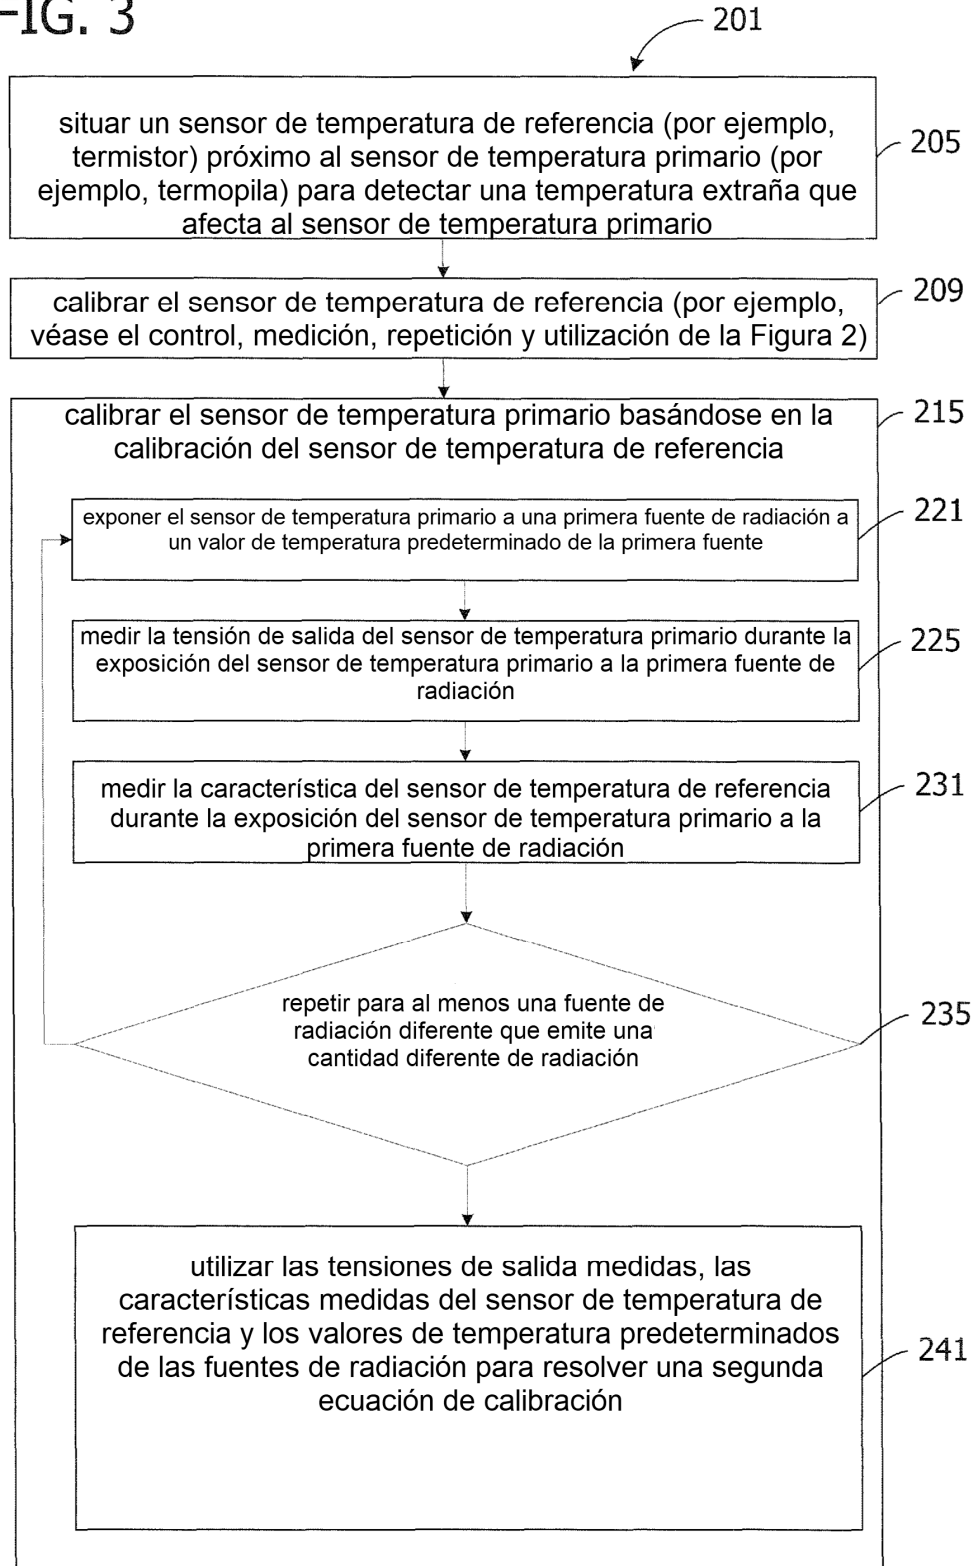 FIG. 3
201
situar un sensor de temperatura de referencia (por ejemplo,
termistor) próximo al sensor de temperatura primario (por
ejemplo, termopila) para detectar una temperatura extraña que
afecta al sensor de temperatura primario
205
calibrar el sensor de temperatura de referencia (por ejemplo,
véase el control, medición, repetición y utilización de la Figura 2)
209
calibrar el sensor de temperatura primario basándose en la
calibración del sensor de temperatura de referencia
215
exponer el sensor de temperatura primario a una primera fuente de radiación a
un valor de temperatura predeterminado de la primera fuente
221
medir la tensión de salida del sensor de temperatura primario durante la
exposición del sensor de temperatura primario a la primera fuente de
radiación
225
medir la característica del sensor de temperatura de referencia
durante la exposición del sensor de temperatura primario a la
primera fuente de radiación
231
repetir para al menos una fuente de
radiación diferente que emite una
cantidad diferente de radiación
235
utilizar las tensiones de salida medidas, las
características medidas del sensor de temperatura de
referencia y los valores de temperatura predeterminados
de las fuentes de radiación para resolver una segunda
ecuación de calibración
241